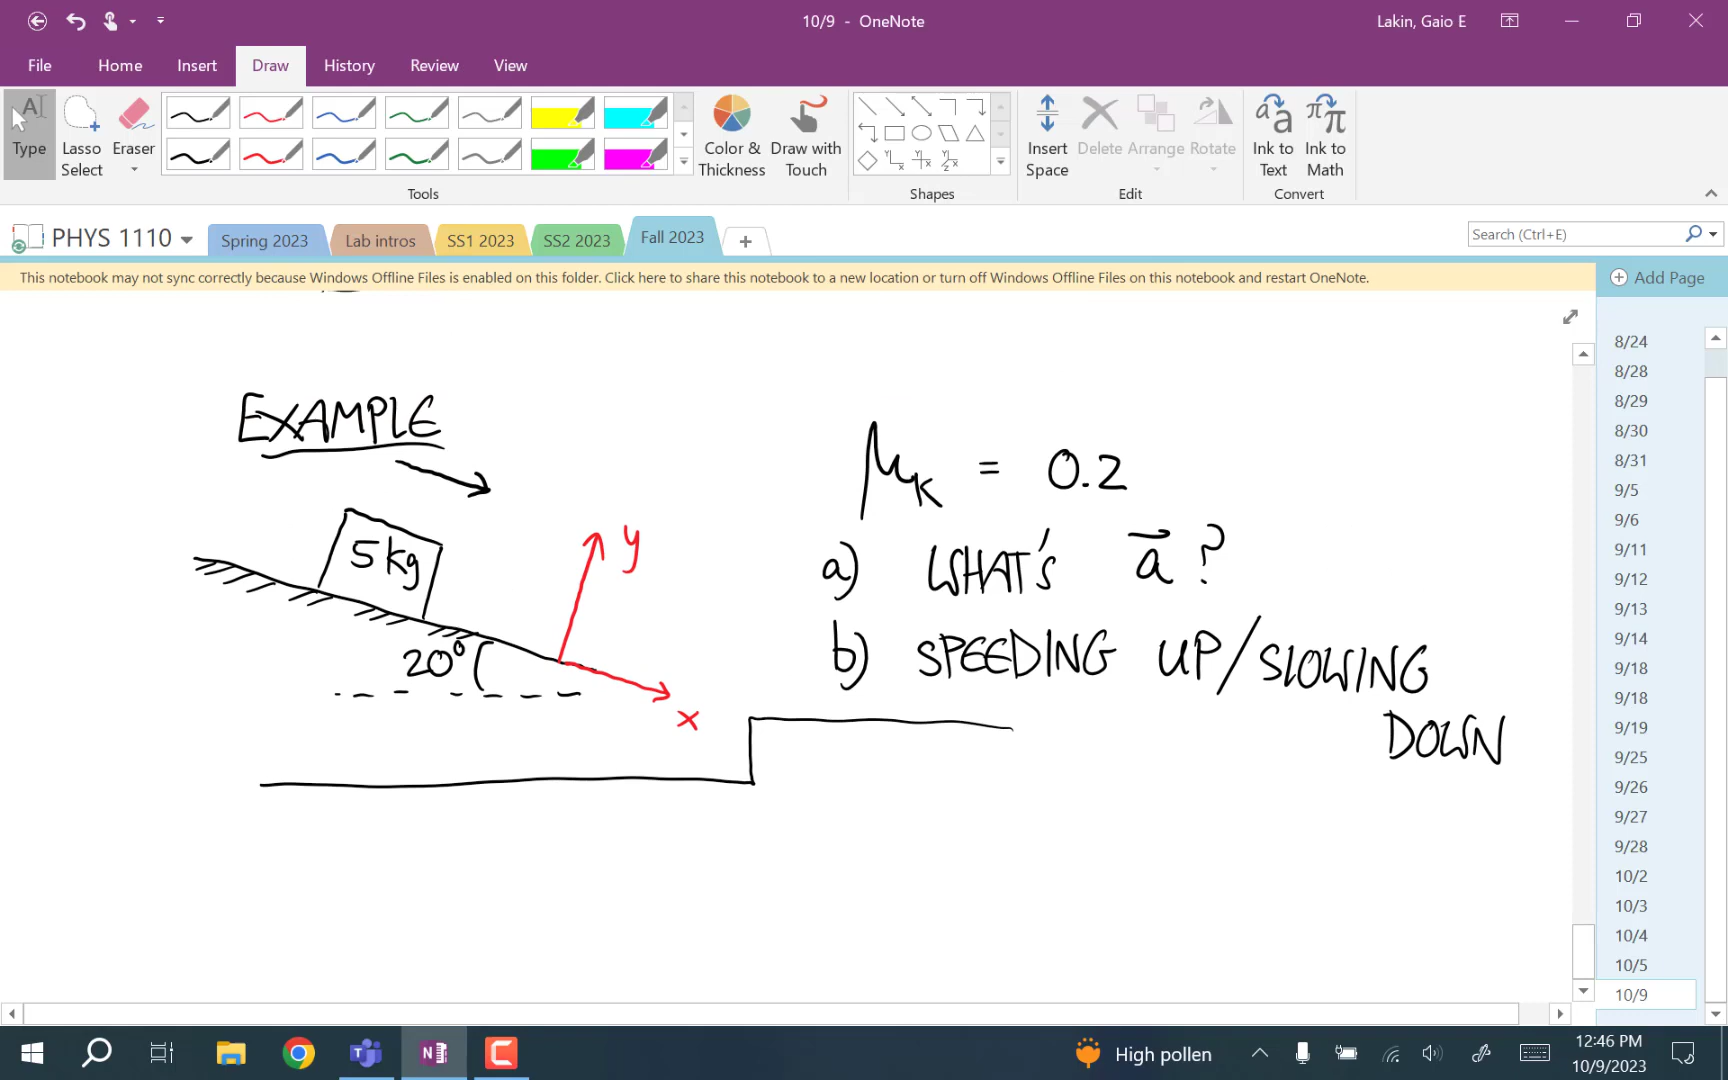 10/9 - OneNote
Lakin, Gaio E
File Home Insert Draw History Review View
Type
Lasso Select
Eraser
Color & Thickness
Draw with Touch
Insert Space
Delete Arrange Rotate
Ink to Text
Ink to Math
Tools Shapes Edit Convert
PHYS 1110
Spring 2023 Lab intros SS1 2023 SS2 2023 Fall 2023
Search (Ctrl+E)
This notebook may not sync correctly because Windows Offline Files is enabled on this folder. Click here to share this notebook to a new location or turn off Windows Offline Files on this notebook and restart OneNote.
Add Page
EXAMPLE
5 kg
20°
y
x
μK = 0.2
a) WHAT'S a⃗ ?
b) SPEEDING UP/SLOWING
DOWN
8/24
8/28
8/29
8/30
8/31
9/5
9/6
9/11
9/12
9/13
9/14
9/18
9/18
9/19
9/25
9/26
9/27
9/28
10/2
10/3
10/4
10/5
10/9
High pollen
12:46 PM
10/9/2023